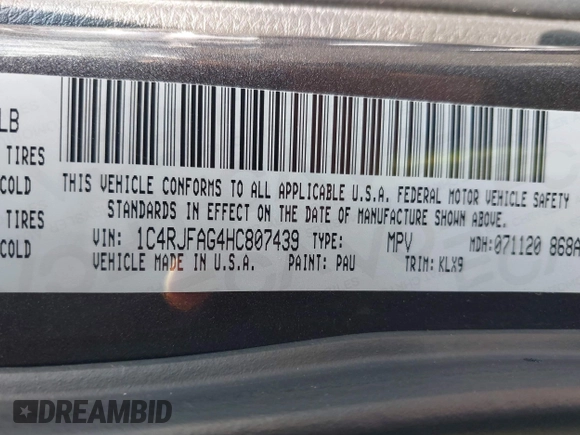 LB
TIRES
COLD
TIRES
COLD
THIS VEHICLE CONFORMS TO ALL APPLICABLE U.S.A. FEDERAL MOTOR VEHICLE SAFETY
STANDARDS IN EFFECT ON THE DATE OF MANUFACTURE SHOWN ABOVE.
VIN: 1C4RJFAG4HC807439 TYPE: MPV MDH:071120 868A
VEHICLE MADE IN U.S.A. PAINT: PAU TRIM: KLX9
DREAMBID